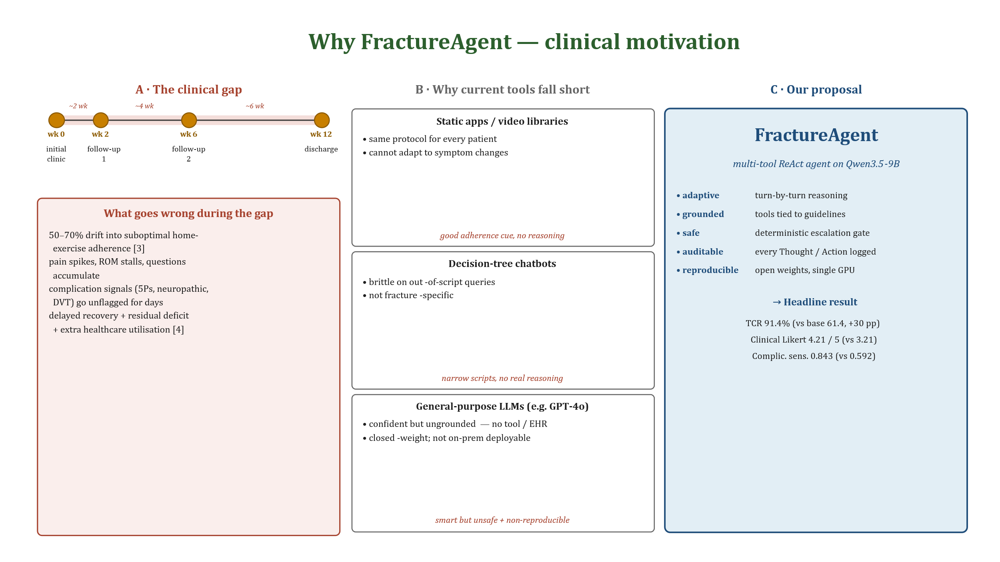 Why FractureAgent — clinical motivation
A · The clinical gap
~2 wk
~4 wk
~6 wk
wk 0
wk 2
wk 6
wk 12
initial
clinic
follow-up
1
follow-up
2
discharge
What goes wrong during the gap
50–70% drift into suboptimal home-
exercise adherence [3]
pain spikes, ROM stalls, questions
accumulate
complication signals (5Ps, neuropathic,
DVT) go unflagged for days
delayed recovery + residual deficit
+ extra healthcare utilisation [4]
B · Why current tools fall short
Static apps / video libraries
• same protocol for every patient
• cannot adapt to symptom changes
good adherence cue, no reasoning
Decision-tree chatbots
• brittle on out -of-script queries
• not fracture -specific
narrow scripts, no real reasoning
General-purpose LLMs (e.g. GPT-4o)
• confident but ungrounded — no tool / EHR
• closed -weight; not on-prem deployable
smart but unsafe + non-reproducible
C · Our proposal
FractureAgent
multi-tool ReAct agent on Qwen3.5-9B
• adaptive turn-by-turn reasoning
• grounded tools tied to guidelines
• safe deterministic escalation gate
• auditable every Thought / Action logged
• reproducible open weights, single GPU
→ Headline result
TCR 91.4% (vs base 61.4, +30 pp)
Clinical Likert 4.21 / 5 (vs 3.21)
Complic. sens. 0.843 (vs 0.592)